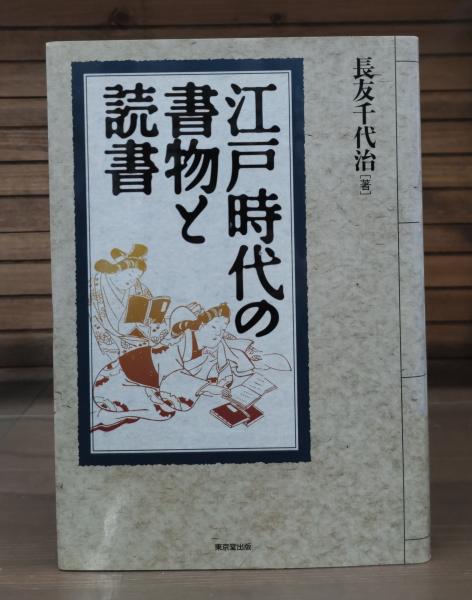 長友千代治[著]
江戸時代の
書物と
読書
東京堂出版